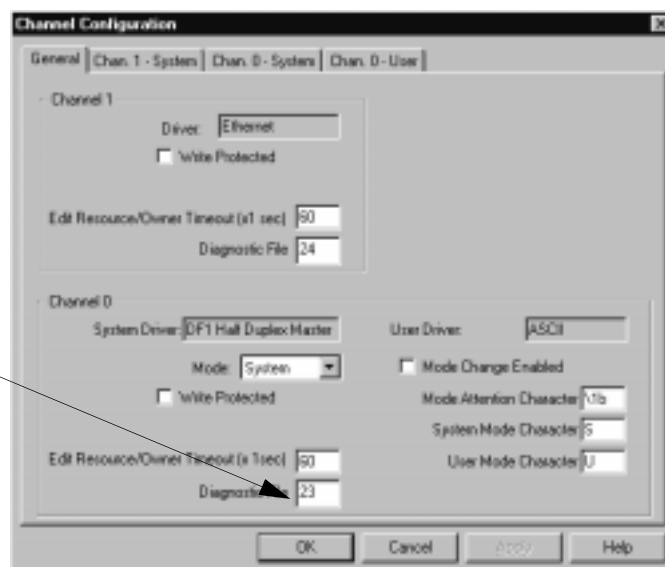 Channel Configuration
General Chan. 1 - System Chan. 0 - System Chan. 0 - User
Channel 1
Driver: Ethernet
Write Protected
Edit Resource/Owner Timeout (x1 sec) 60
Diagnostic File 24
Channel 0
System Driver: DF1 Half Duplex Master User Driver: ASCII
Mode: System Mode Change Enabled
Write Protected Mode Attention Character \1b
System Mode Character S
Edit Resource/Owner Timeout (x 1sec) 60 User Mode Character U
Diagnostic File 23
OK Cancel Apply Help